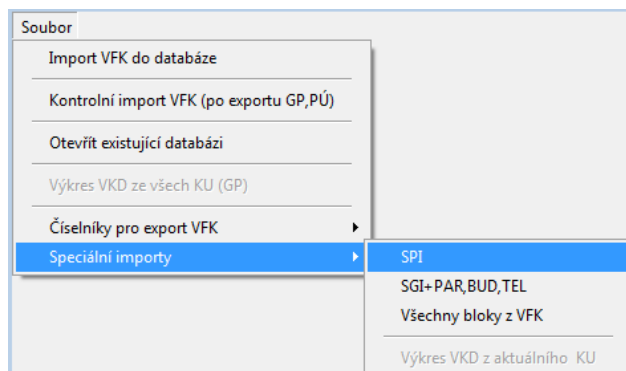 Soubor
Import VFK do databáze
Kontrolní import VFK (po exportu GP,PÚ)
Otevřít existující databázi
Výkres VKD ze všech KU (GP)
Číselníky pro export VFK
Speciální importy
SPI
SGI+PAR,BUD,TEL
Všechny bloky z VFK
Výkres VKD z aktuálního KU